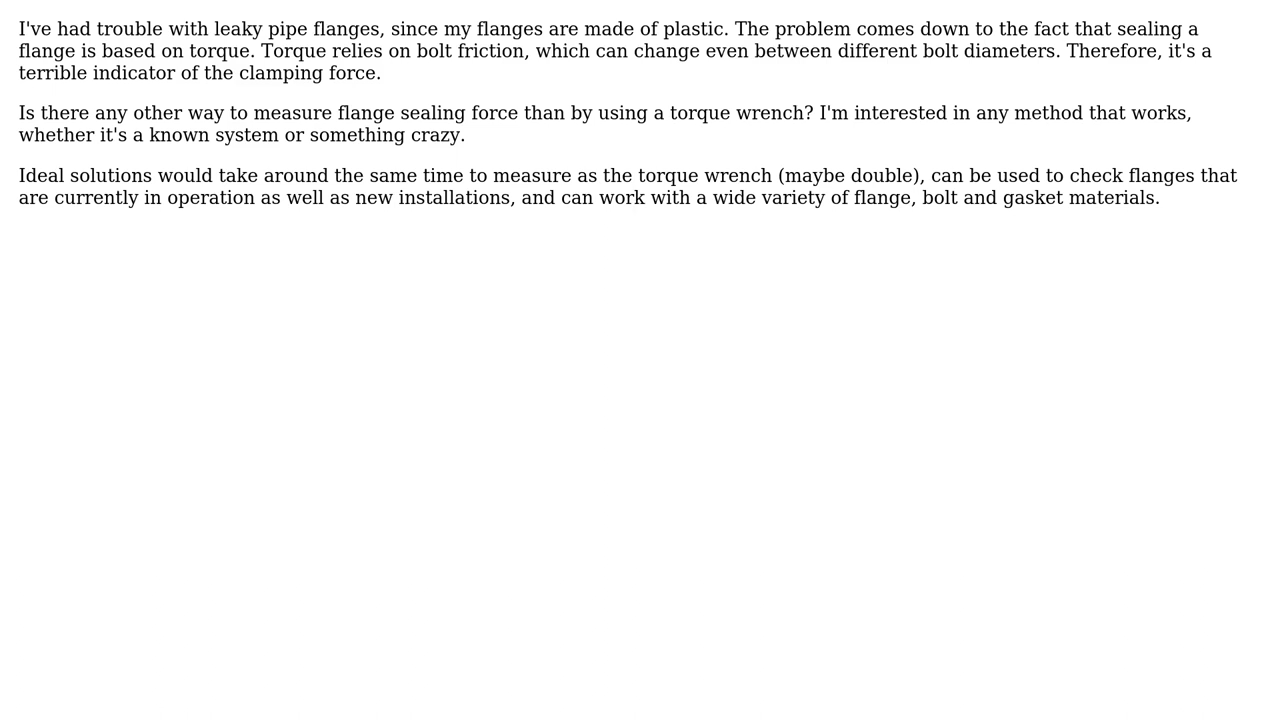 I've had trouble with leaky pipe flanges, since my flanges are made of plastic. The problem comes down to the fact that sealing a
flange is based on torque. Torque relies on bolt friction, which can change even between different bolt diameters. Therefore, it's a
terrible indicator of the clamping force.
Is there any other way to measure flange sealing force than by using a torque wrench? I'm interested in any method that works,
whether it's a known system or something crazy.
Ideal solutions would take around the same time to measure as the torque wrench (maybe double), can be used to check flanges that
are currently in operation as well as new installations, and can work with a wide variety of flange, bolt and gasket materials.